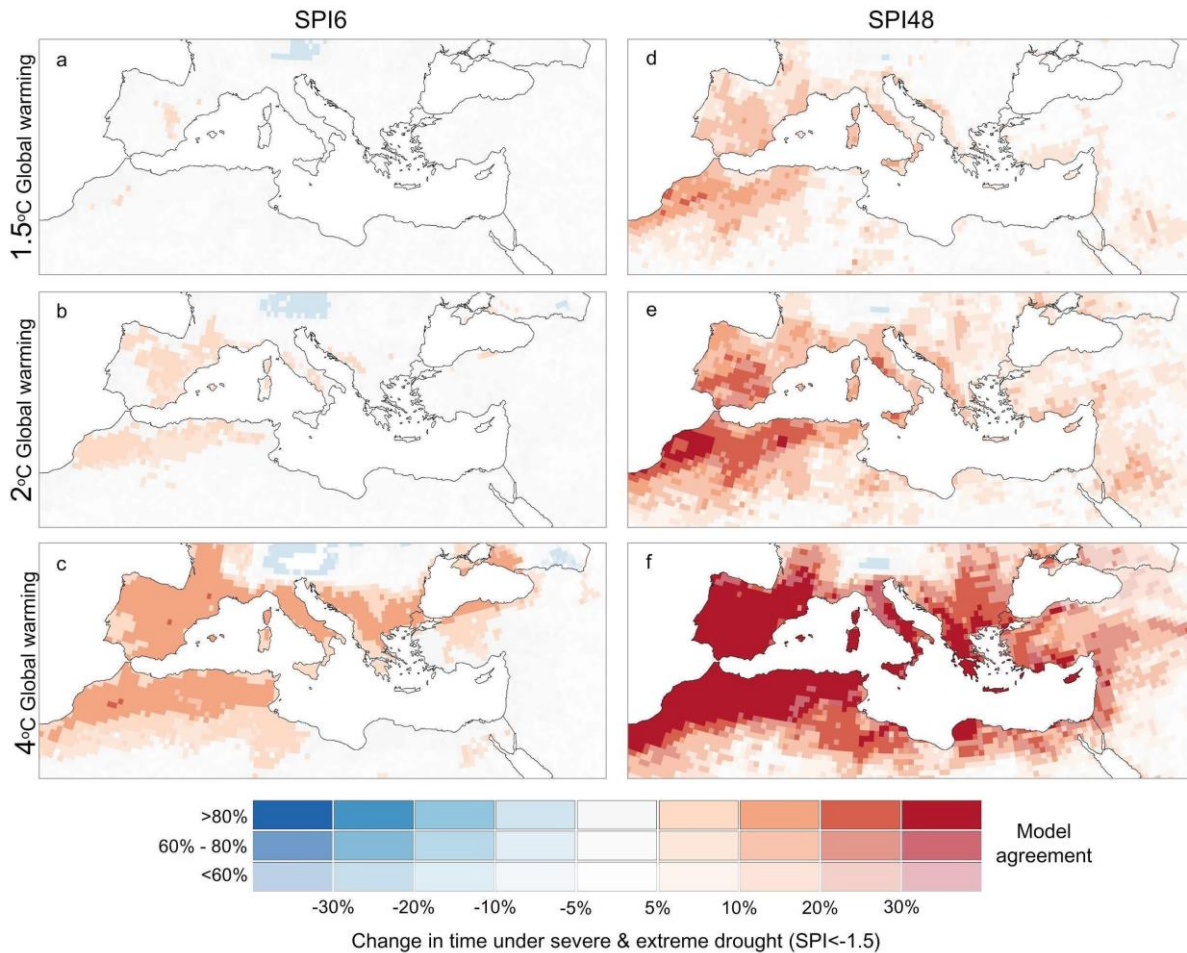 SPI6 SPI48
1.5°C Global warming
a d
2°C Global warming
b e
4°C Global warming
c f
>80%
60% - 80%
<60%
Model
agreement
-30% -20% -10% -5% 5% 10% 20% 30%
Change in time under severe & extreme drought (SPI<-1.5)